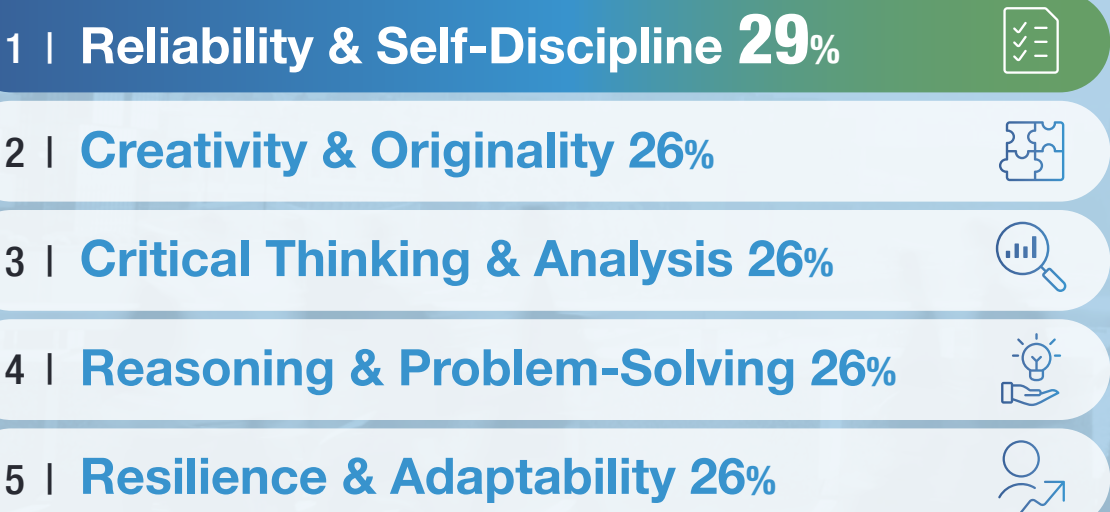 1 | Reliability & Self-Discipline 29%
2 | Creativity & Originality 26%
3 | Critical Thinking & Analysis 26%
4 | Reasoning & Problem-Solving 26%
5 | Resilience & Adaptability 26%